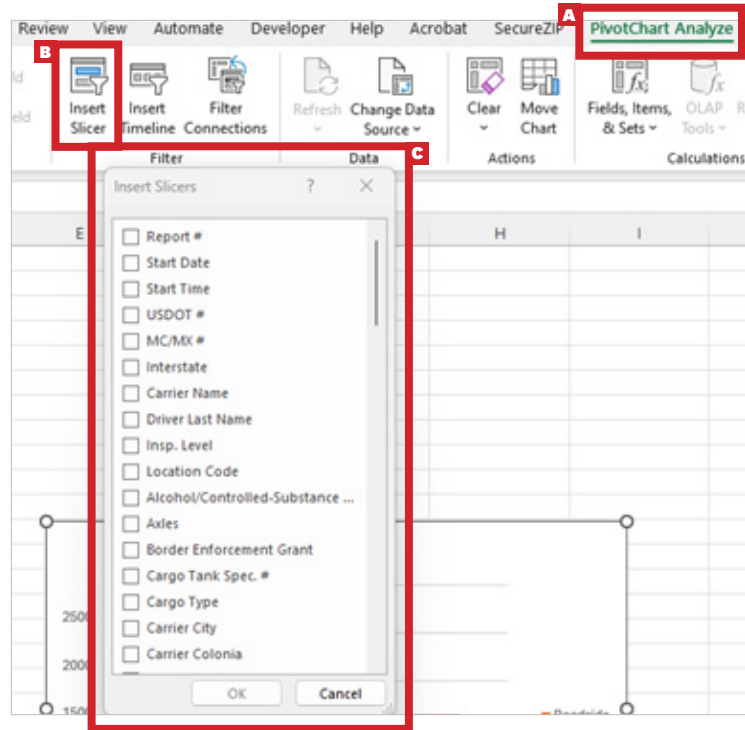 A
Review View Automate Developer Help Acrobat SecureZIP PivotChart Analyze
B
Insert Slicer
Insert Timeline
Filter Connections
Refresh
Change Data Source
Clear
Move Chart
Fields, Items, & Sets
OLAP Tools
Filter
Data
Actions
Calculations
C
Insert Slicers ? ×
E H I
Report #
Start Date
Start Time
USDOT #
MC/MX #
Interstate
Carrier Name
Driver Last Name
Insp. Level
Location Code
Alcohol/Controlled-Substance ...
Axles
Border Enforcement Grant
Cargo Tank Spec. #
Cargo Type
Carrier City
Carrier Colonia
OK Cancel